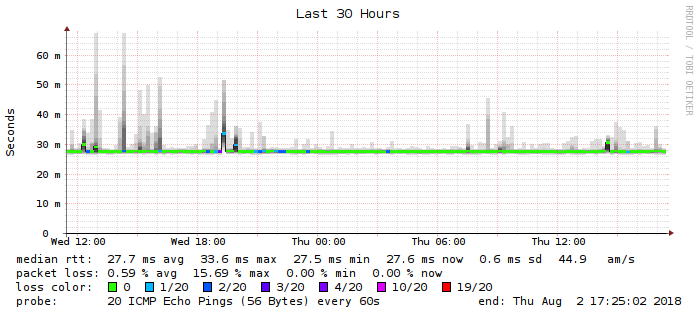 Last 30 Hours
RRDTOOL / TOBI OETIKER
Seconds
60 m
50 m
40 m
30 m
20 m
10 m
0
Wed 12:00 Wed 18:00 Thu 00:00 Thu 06:00 Thu 12:00
median rtt: 27.7 ms avg 33.6 ms max 27.5 ms min 27.6 ms now 0.6 ms sd 44.9 am/s
packet loss: 0.59 % avg 15.69 % max 0.00 % min 0.00 % now
loss color: 0 1/20 2/20 3/20 4/20 10/20 19/20
probe: 20 ICMP Echo Pings (56 Bytes) every 60s end: Thu Aug 2 17:25:02 2018